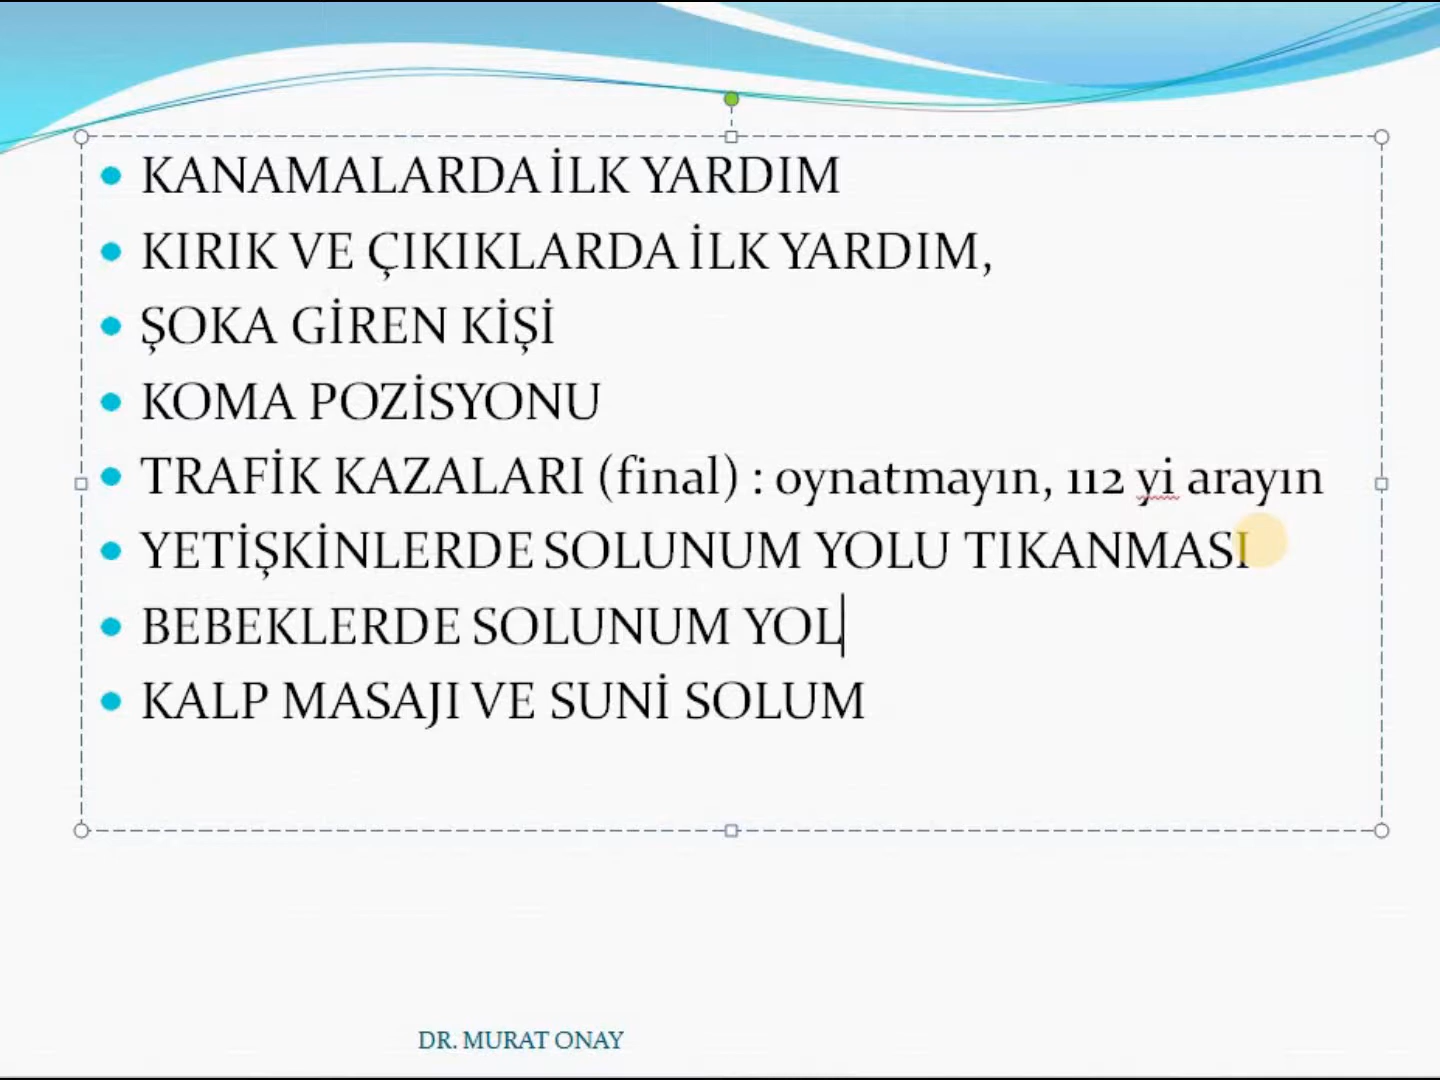 KANAMALARDA İLK YARDIM
KIRIK VE ÇIKIKLARDA İLK YARDIM,
ŞOKA GİREN KİŞİ
KOMA POZİSYONU
TRAFİK KAZALARI (final) : oynatmayın, 112 yi arayın
YETİŞKİNLERDE SOLUNUM YOLU TIKANMASI
BEBEKLERDE SOLUNUM YOL
KALP MASAJI VE SUNİ SOLUM
DR. MURAT ONAY